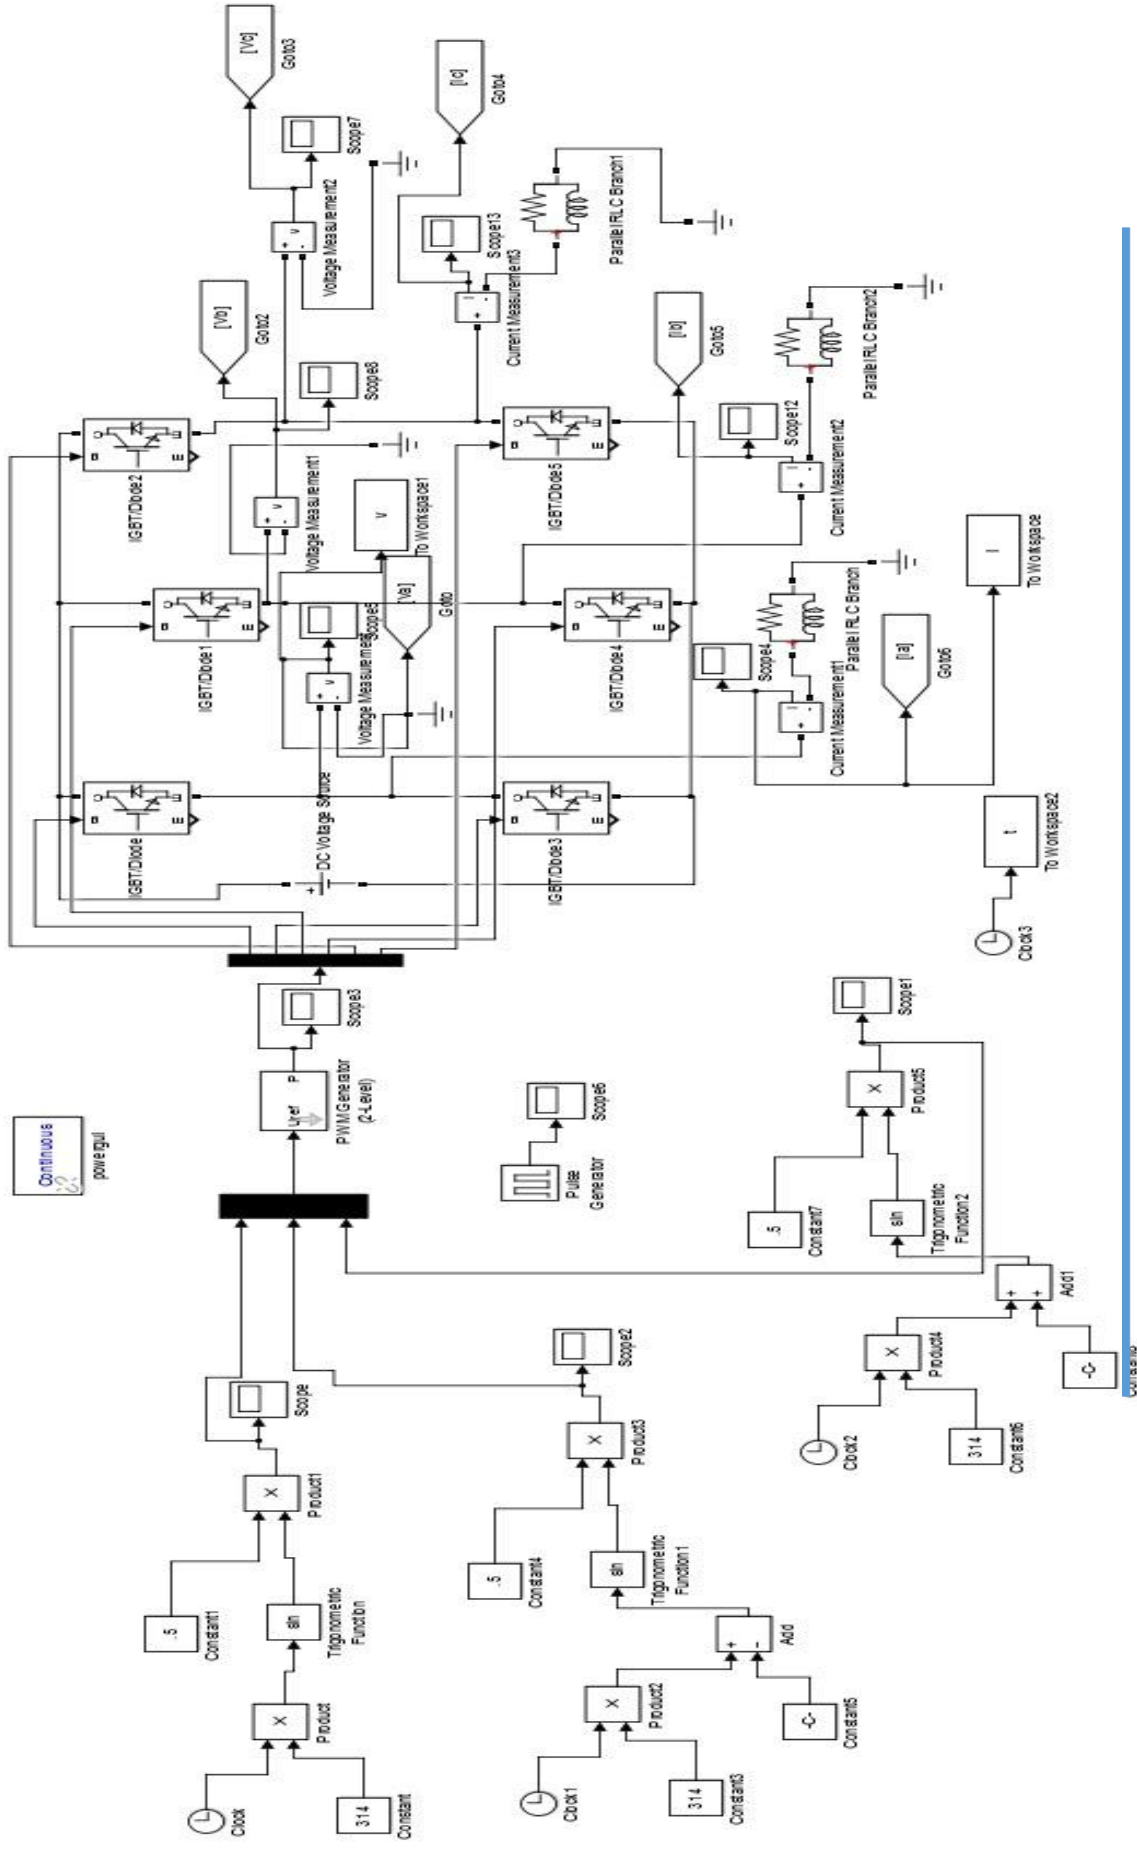 Continuous
powergui
Clock
314
Constant
X
Product
sin
Trigonometric
Function
.5
Constant1
X
Product1
Scope
Clock1
314
Constant3
X
Product2
-C-
Constant5
+
-
Add
sin
Trigonometric
Function1
.5
Constant4
X
Product3
Scope2
Clock2
314
Constant6
X
Product4
-C-
+
+
Add1
sin
Trigonometric
Function2
.5
Constant7
X
Product5
Scope1
Uref
P
PWM Generator
(2-Level)
Scope3
Pulse
Generator
Scope6
DC Voltage Source
+
g
C
E
m
IGBT/Diode
g
C
E
m
IGBT/Diode1
g
C
E
m
IGBT/Diode2
g
C
E
m
IGBT/Diode3
g
C
E
m
IGBT/Diode4
g
C
E
m
IGBT/Diode5
+
-
v
Voltage Measurement
Scope5
[Va]
Goto
v
To Workspace1
+
-
v
Voltage Measurement1
Scope8
[Vb]
Goto2
+
-
v
Voltage Measurement2
Scope7
[Vc]
Goto3
+
-
i
Current Measurement3
Scope13
[Ic]
Goto4
Parallel RLC Branch1
+
-
i
Current Measurement2
Scope12
[Ib]
Goto5
Parallel RLC Branch2
+
-
i
Current Measurement1
Scope4
[Ia]
Goto6
Parallel RLC Branch
I
To Workspace
Clock3
t
To Workspace2